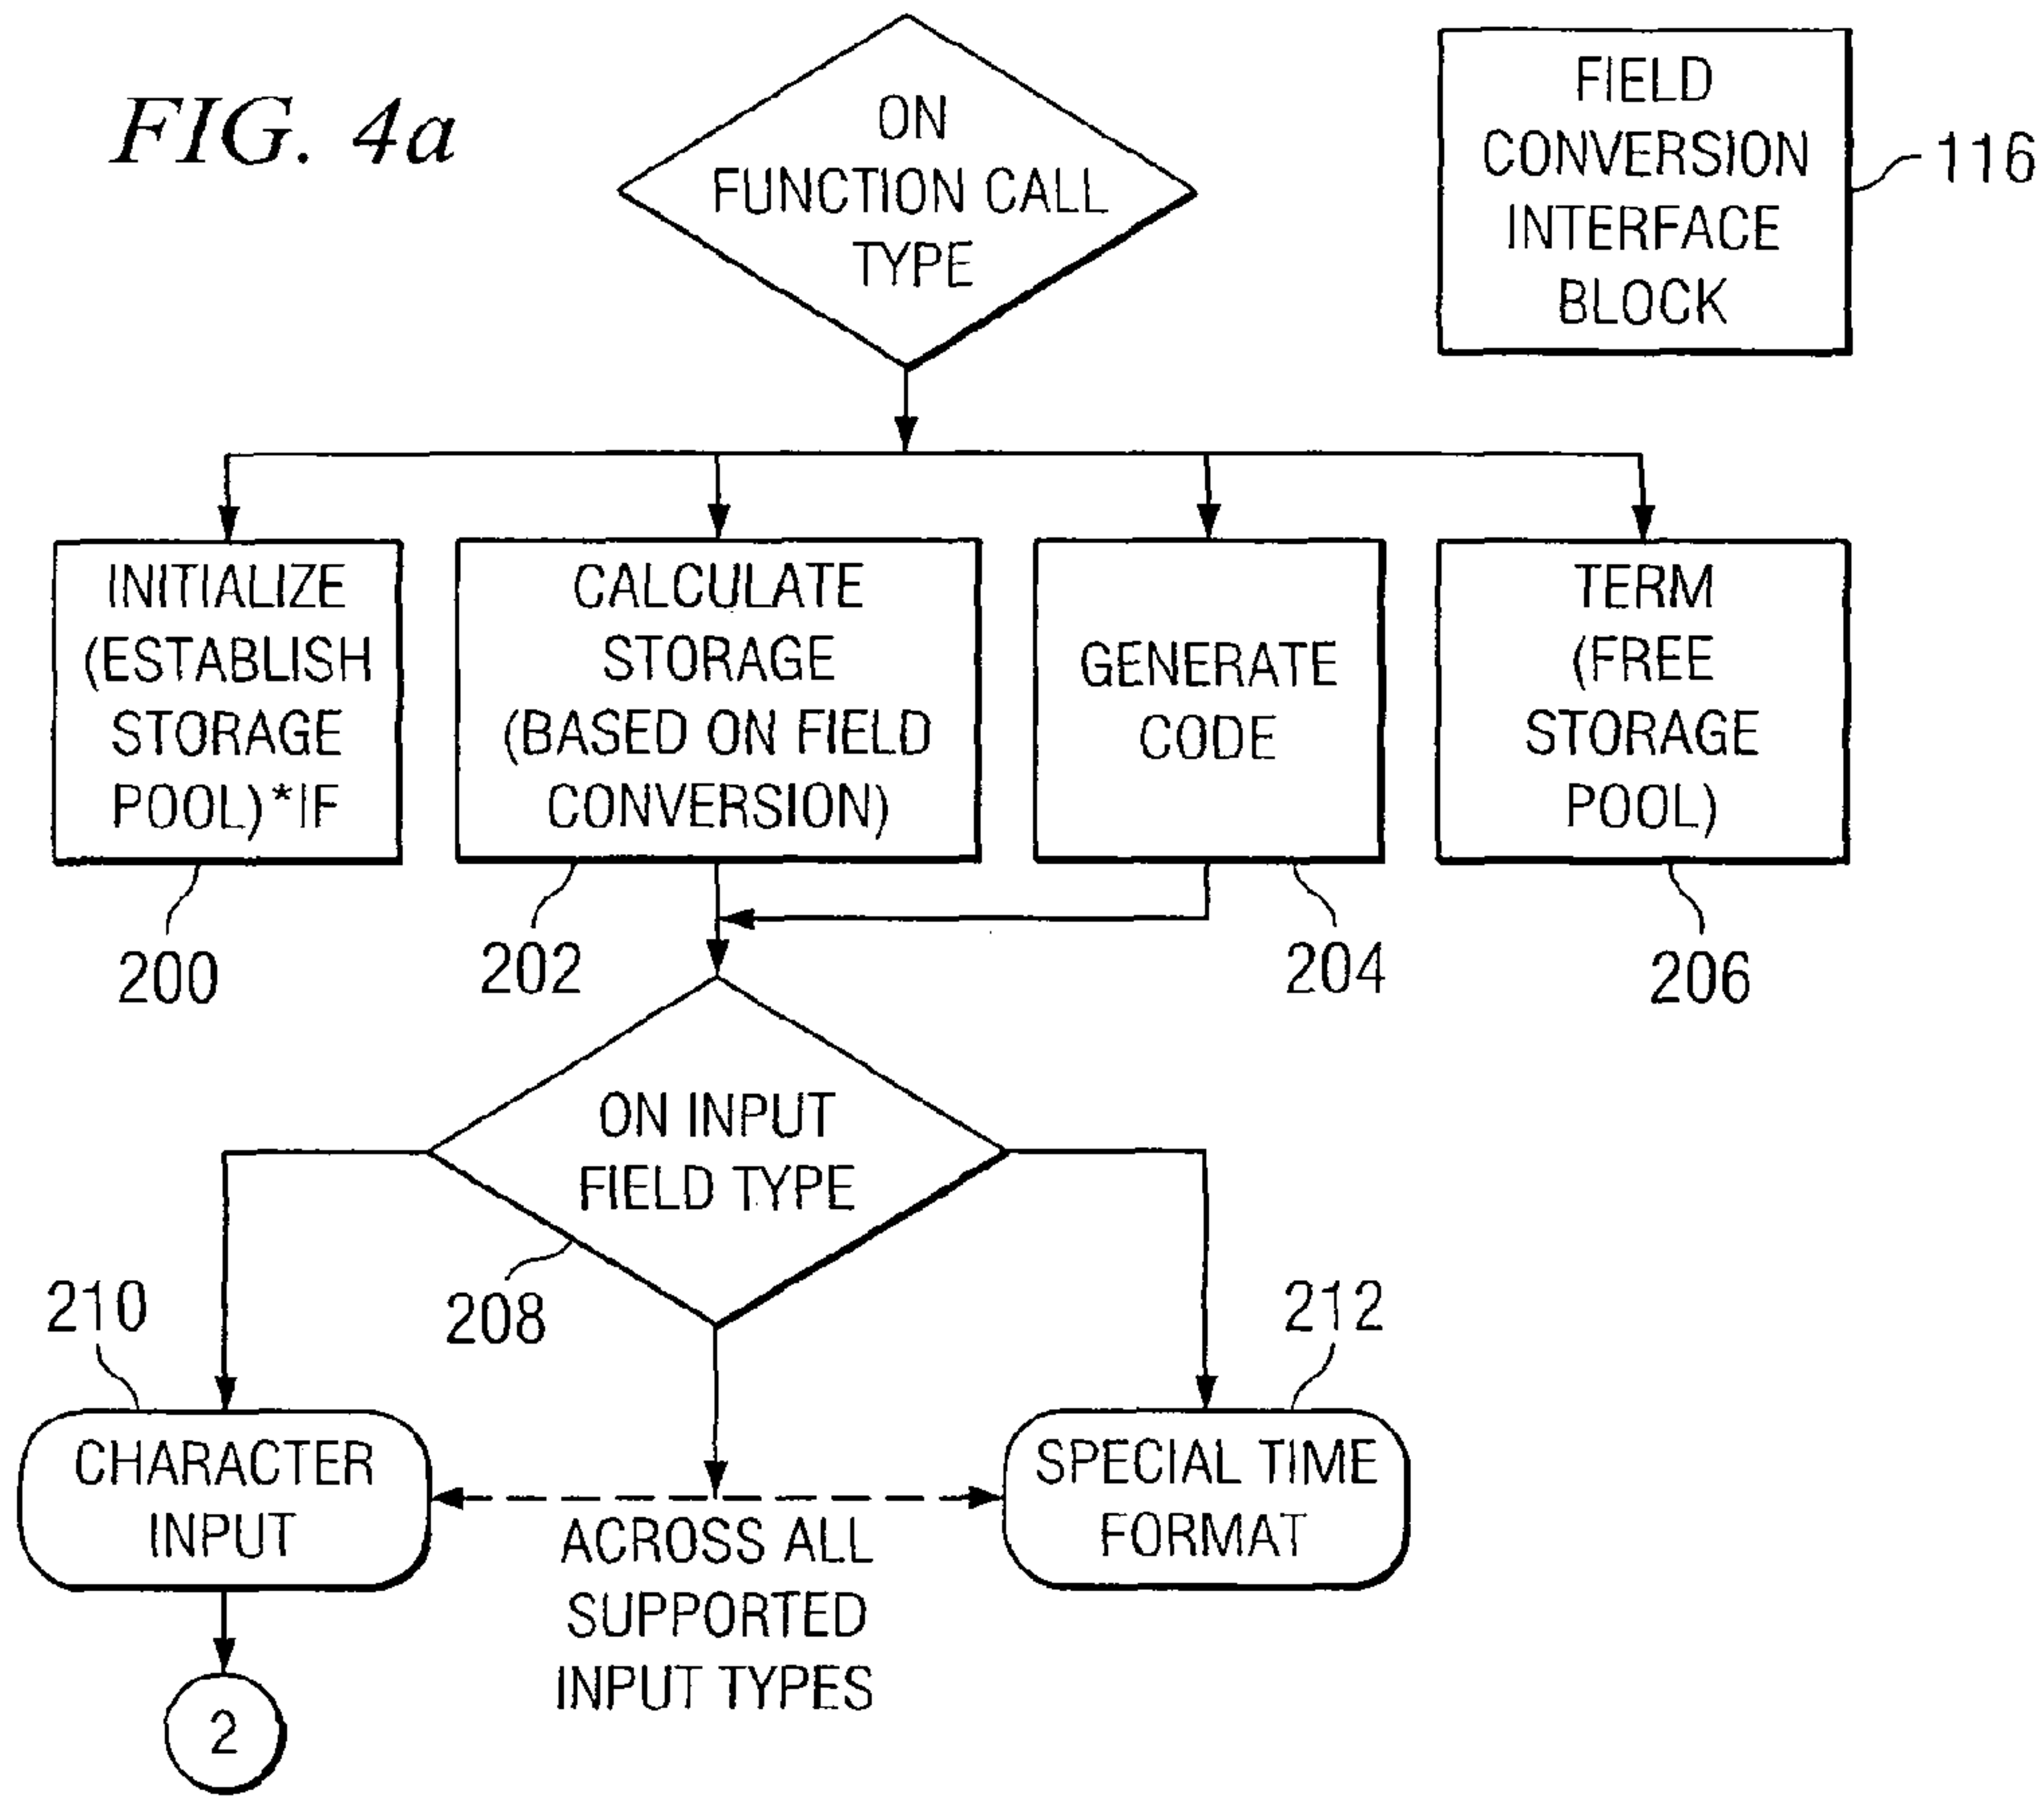 FIG. 4a
ON
FUNCTION CALL
TYPE
FIELD
CONVERSION
INTERFACE
BLOCK
116
INITIALIZE
(ESTABLISH
STORAGE
POOL)*IF
200
CALCULATE
STORAGE
(BASED ON FIELD
CONVERSION)
202
GENERATE
CODE
204
TERM
(FREE
STORAGE
POOL)
206
ON INPUT
FIELD TYPE
208
210
CHARACTER
INPUT
ACROSS ALL
SUPPORTED
INPUT TYPES
212
SPECIAL TIME
FORMAT
2